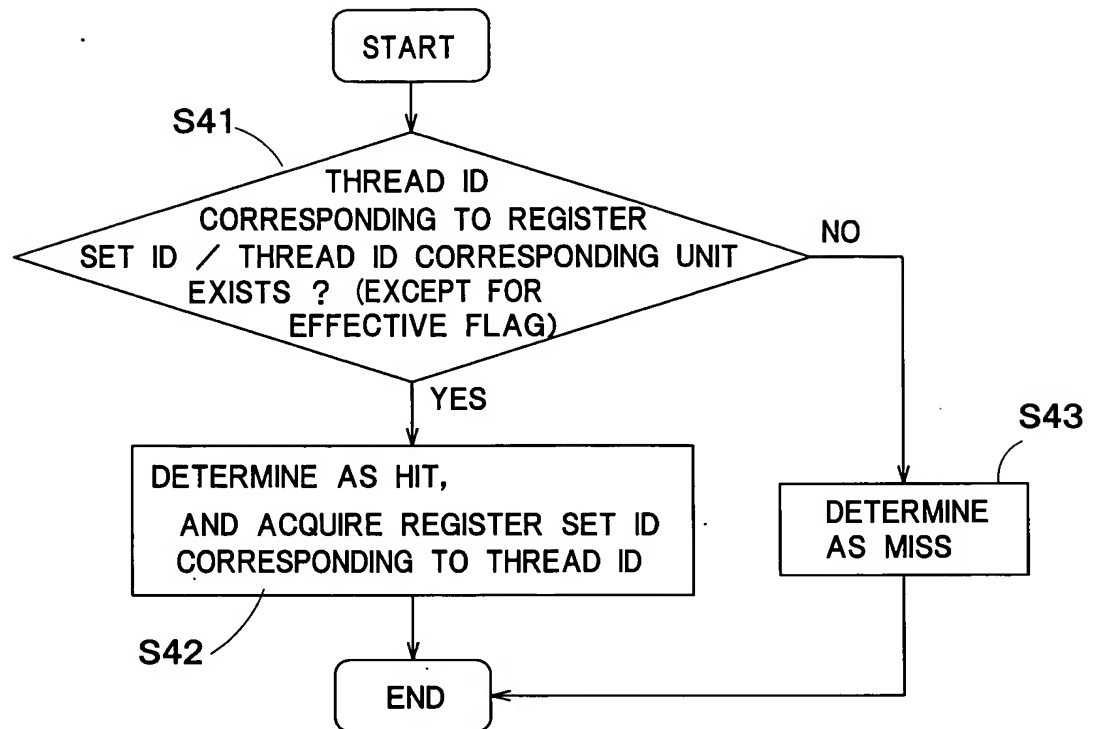 START
S41
THREAD ID
CORRESPONDING TO REGISTER
SET ID / THREAD ID CORRESPONDING UNIT
EXISTS ? (EXCEPT FOR
EFFECTIVE FLAG)
NO
YES
DETERMINE AS HIT,
AND ACQUIRE REGISTER SET ID
CORRESPONDING TO THREAD ID
S42
S43
DETERMINE
AS MISS
END